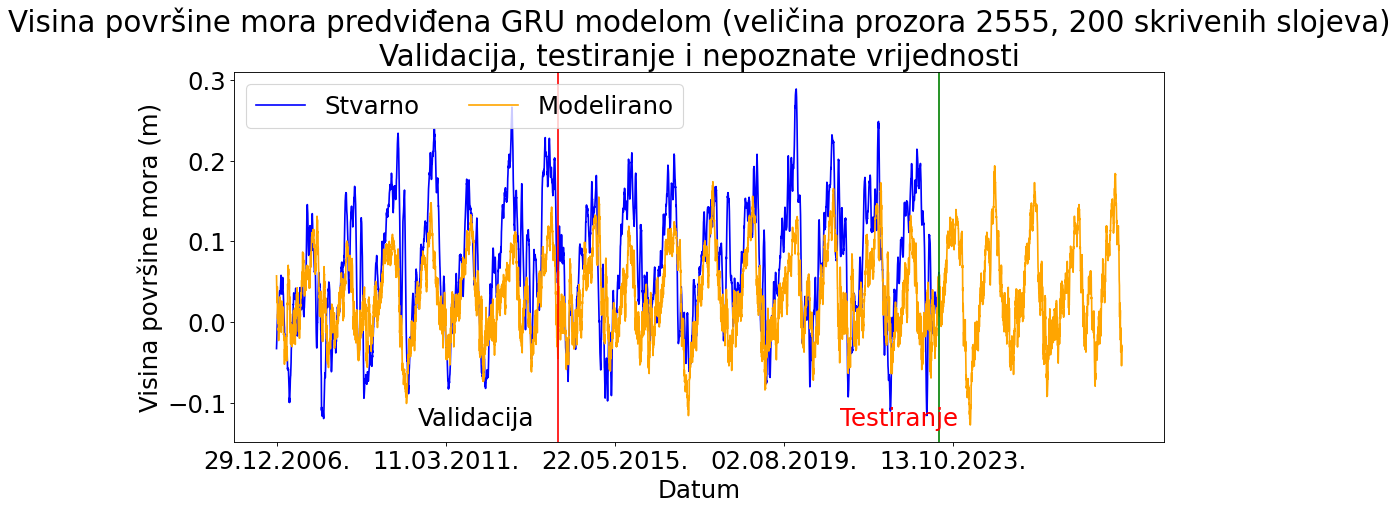 Visina površine mora predviđena GRU modelom (veličina prozora 2555, 200 skrivenih slojeva)
Validacija, testiranje i nepoznate vrijednosti
Stvarno Modelirano
Visina površine mora (m)
0.3
0.2
0.1
0.0
−0.1
Validacija Testiranje
29.12.2006. 11.03.2011. 22.05.2015. 02.08.2019. 13.10.2023.
Datum